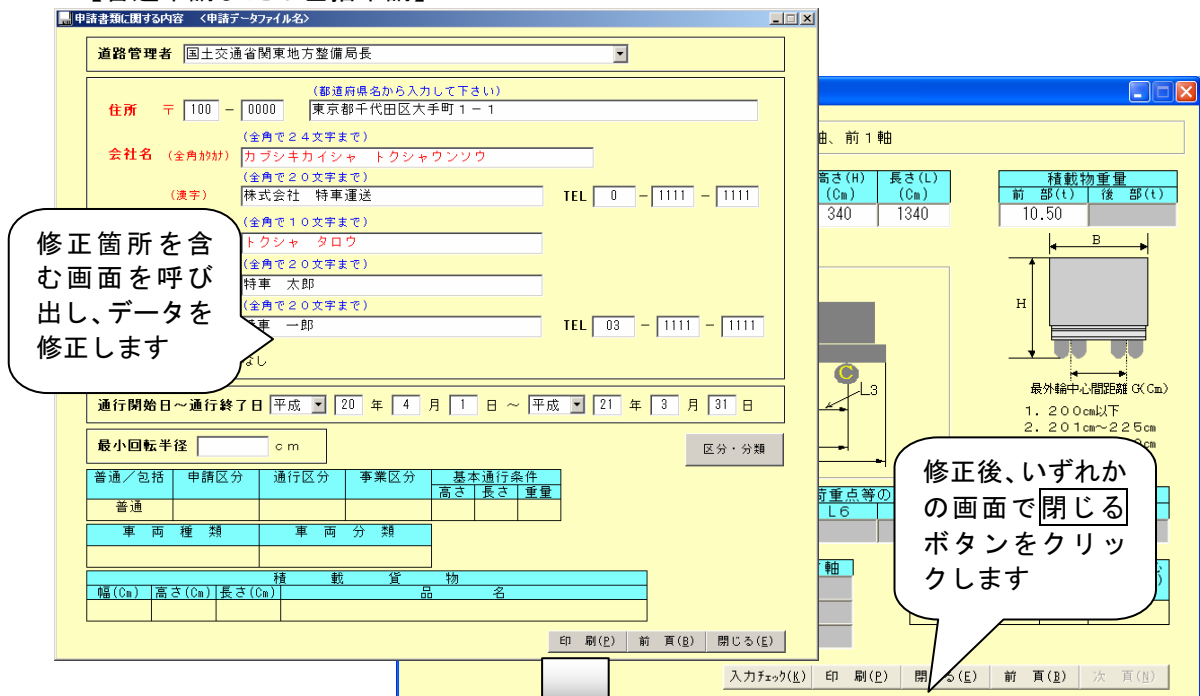 申請書類に関する内容 <申請データファイル名>
道路管理者 国土交通省関東地方整備局長
(都道府県名から入力して下さい)
住所 〒 100 － 0000 東京都千代田区大手町１－１
(全角で２４文字まで)
会社名 (全角ｶﾀｶﾅ) カブシキカイシャ　トクシャウンソウ
(全角で２０文字まで)
(漢字) 株式会社　特車運送 TEL 0 － 1111 － 1111
(全角で１０文字まで)
トクシャ　タロウ
(全角で２０文字まで)
特車　太郎
(全角で２０文字まで)
車　一郎 TEL 03 － 1111 － 1111
なし
修正箇所を含
む画面を呼び
出し、データを
修正します
通行開始日～通行終了日 平成 20 年 4 月 1 日 ～ 平成 21 年 3 月 31 日
最小回転半径 ｃｍ
区分・分類
普通／包括 申請区分 通行区分 事業区分 基本通行条件
高さ 長さ 重量
普通
車　両　種　類 車　両　分　類
積　載　貨　物
幅(Cm) 高さ(Cm) 長さ(Cm) 品　名
印　刷(P) 前　頁(B) 閉じる(E)
軸、前１軸
高さ(H) 長さ(L) 積載物重量
(Cm) (Cm) 前　部(t) 後　部(t)
340 1340 10.50
B
H
C
L3
最外輪中心間距離 G(Cm)
1. 200cm以下
2. 201cm～225cm
cm
荷重点等の
L6
軸
修正後、いずれか
の画面で閉じる
ボタンをクリッ
クします
入力ﾁｪｯｸ(K) 印　刷(P) 閉じる(E) 前　頁(B) 次　頁(N)